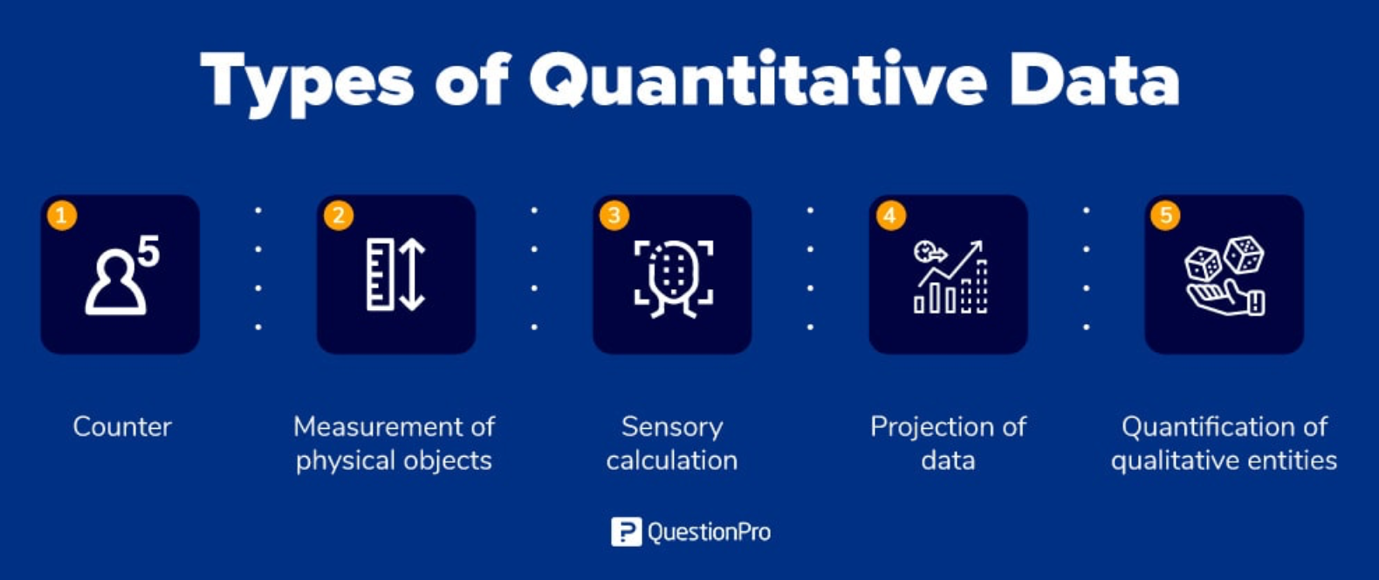 Types of Quantitative Data
1
5
2
3
4
5
Counter
Measurement of
physical objects
Sensory
calculation
Projection of
data
Quantification of
qualitative entities
? QuestionPro